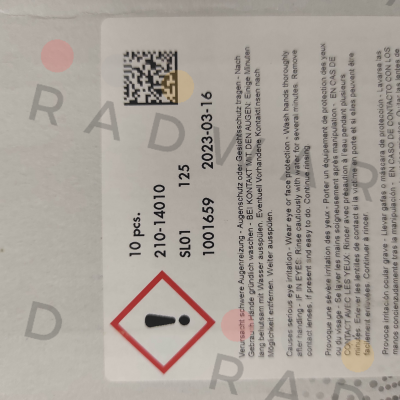 10 pcs.
210-14010
SL01 125
1001659 2023-03-16
Verursacht schwere Augenreizung - Augenschutz oder Gesichtsschutz tragen - Nach
Gebrauch Hände gründlich waschen - BEI KONTAKT MIT DEN AUGEN: Einige Minuten
lang behutsam mit Wasser ausspülen. Eventuell Vorhandene Kontaktlinsen nach
Möglichkeit entfernen. Weiter ausspülen.
Causes serious eye irritation - Wear eye or face protection - Wash hands thoroughly
after handling - IF IN EYES: Rinse cautiously with water for several minutes. Remove
contact lenses, if present and easy to do. Continue rinsing.
Provoque une sévère irritation des yeux - Porter un équipement de protection des yeux
ou du visage - Se laver les mains soigneusement après manipulation - EN CAS DE
CONTACT AVEC LES YEUX: Rincer avec précaution à l'eau pendant plusieurs
minutes. Enlever les lentilles de contact si la victime en porte et si elles peuvent être
facilement enlevées. Continuer à rincer.
Provoca irritación ocular grave - Llevar gafas o máscara de protección - Lavarse las
manos concienzudamente tras la manipulación - EN CASO DE CONTACTO CON LOS
RADWER
RAD